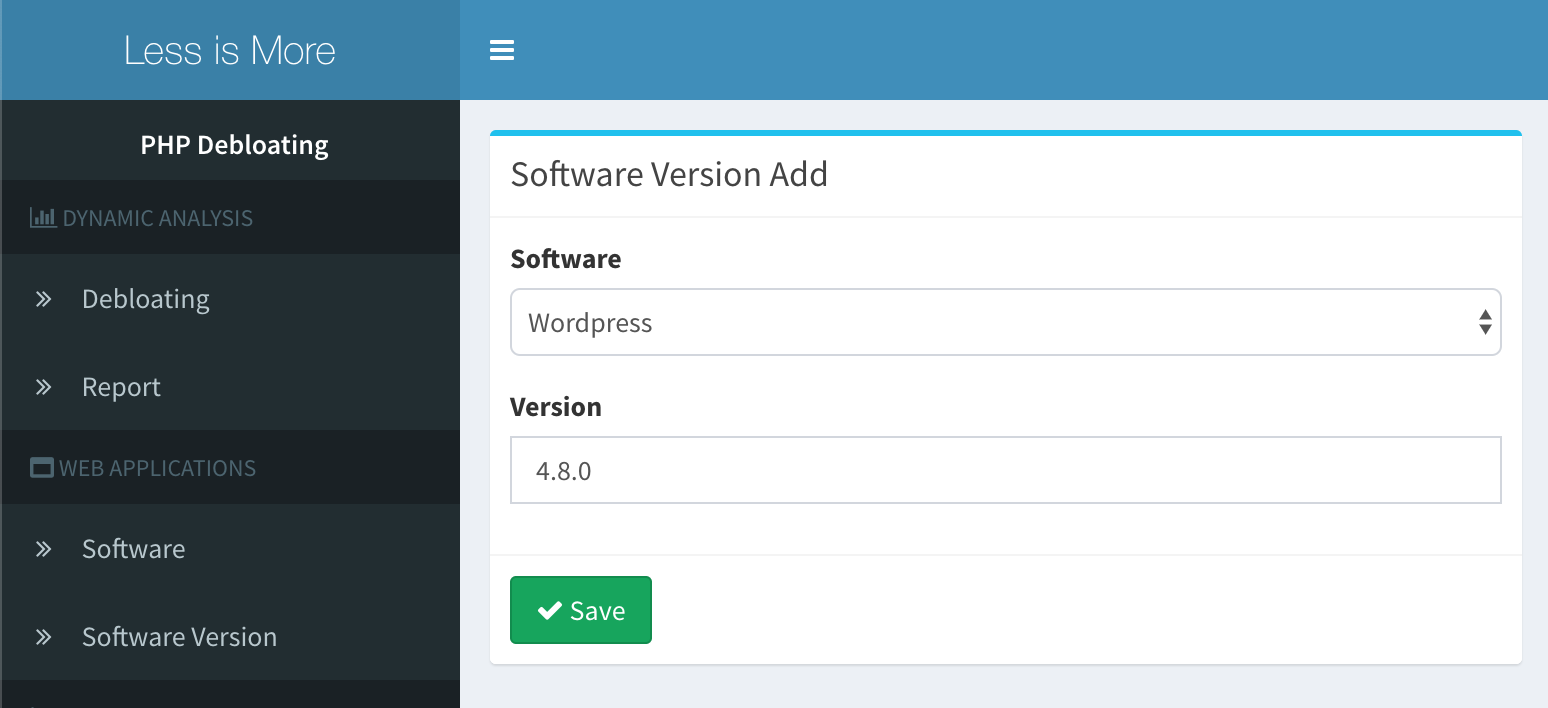 Less is More
PHP Debloating
DYNAMIC ANALYSIS
Debloating
Report
WEB APPLICATIONS
Software
Software Version
Software Version Add
Software
Wordpress
Version
4.8.0
Save